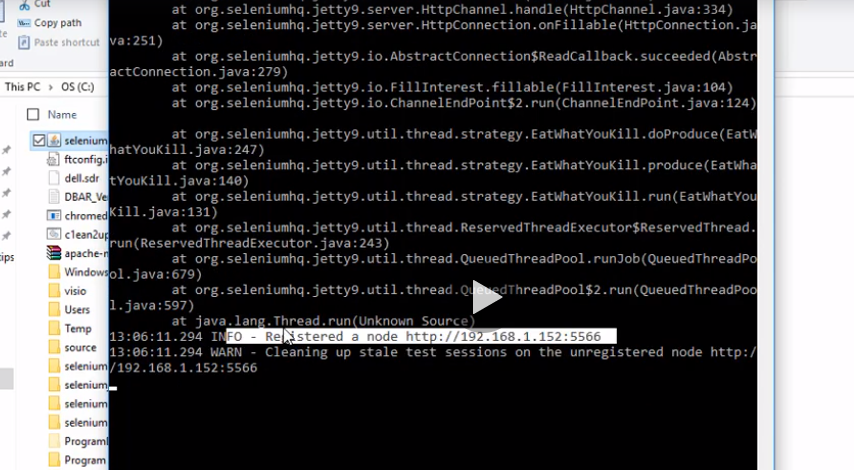 Cut
Copy path
Paste shortcut
ard
This PC > OS (C:)
Name
selenium
ftconfig.i
dell.sdr
DBAR_Ve
chromed
c1ean2up
apache-m
Windows
visio
Users
Temp
source
selenium
selenium
selenium
Program
Program
tips
at org.seleniumhq.jetty9.server.HttpChannel.handle(HttpChannel.java:334)
at org.seleniumhq.jetty9.server.HttpConnection.onFillable(HttpConnection.ja
va:251)
at org.seleniumhq.jetty9.io.AbstractConnection$ReadCallback.succeeded(Abstr
actConnection.java:279)
at org.seleniumhq.jetty9.io.FillInterest.fillable(FillInterest.java:104)
at org.seleniumhq.jetty9.io.ChannelEndPoint$2.run(ChannelEndPoint.java:124)
at org.seleniumhq.jetty9.util.thread.strategy.EatWhatYouKill.doProduce(EatW
hatYouKill.java:247)
at org.seleniumhq.jetty9.util.thread.strategy.EatWhatYouKill.produce(EatWha
tYouKill.java:140)
at org.seleniumhq.jetty9.util.thread.strategy.EatWhatYouKill.run(EatWhatYou
Kill.java:131)
at org.seleniumhq.jetty9.util.thread.ReservedThreadExecutor$ReservedThread.
run(ReservedThreadExecutor.java:243)
at org.seleniumhq.jetty9.util.thread.QueuedThreadPool.runJob(QueuedThreadPo
ol.java:679)
at org.seleniumhq.jetty9.util.thread.QueuedThreadPool$2.run(QueuedThreadPoo
l.java:597)
at java.lang.Thread.run(Unknown Source)
13:06:11.294 INFO - Registered a node http://192.168.1.152:5566
13:06:11.294 WARN - Cleaning up stale test sessions on the unregistered node http:/
/192.168.1.152:5566